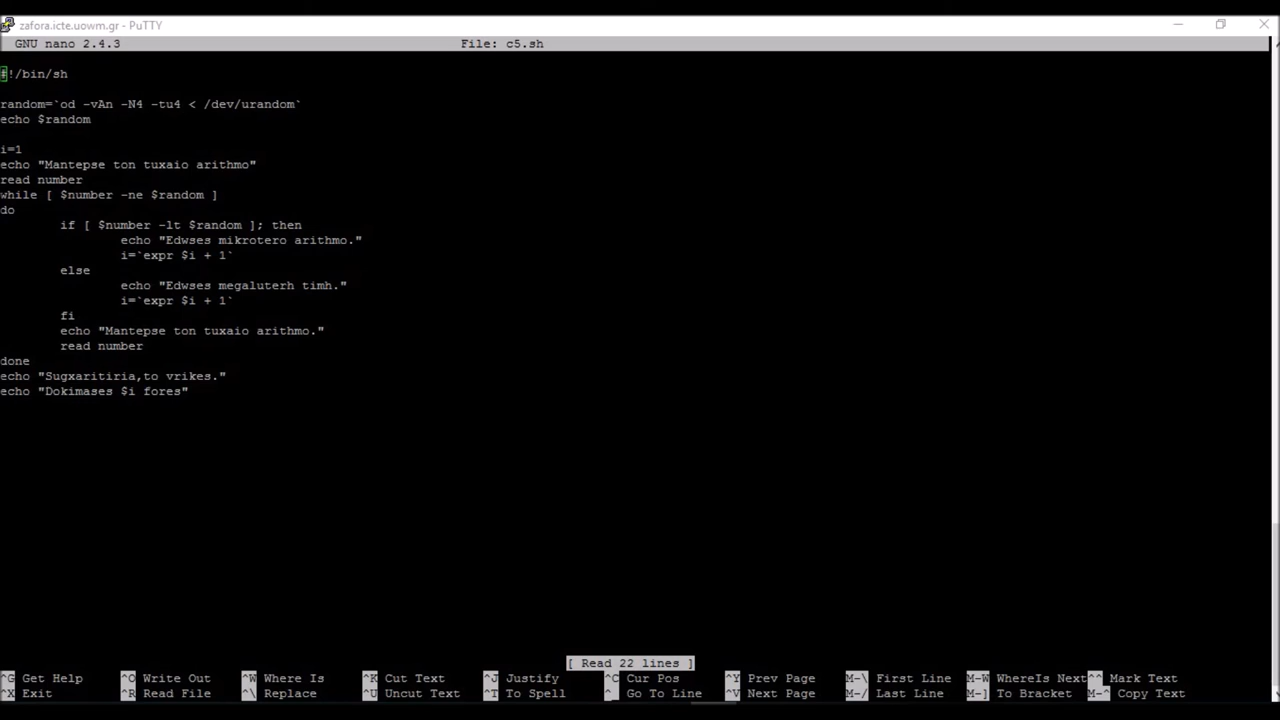 zafora.icte.uowm.gr - PuTTY
GNU nano 2.4.3 File: c5.sh
#!/bin/sh
random=`od -vAn -N4 -tu4 < /dev/urandom`
echo $random
i=1
echo "Mantepse ton tuxaio arithmo"
read number
while [ $number -ne $random ]
do
if [ $number -lt $random ]; then
echo "Edwses mikrotero arithmo."
i=`expr $i + 1`
else
echo "Edwses megaluterh timh."
i=`expr $i + 1`
fi
echo "Mantepse ton tuxaio arithmo."
read number
done
echo "Sugxaritiria,to vrikes."
echo "Dokimases $i fores"
[ Read 22 lines ]
^G Get Help ^O Write Out ^W Where Is ^K Cut Text ^J Justify ^C Cur Pos ^Y Prev Page M-\ First Line M-W WhereIs Next ^^ Mark Text
^X Exit ^R Read File ^\ Replace ^U Uncut Text ^T To Spell ^_ Go To Line ^V Next Page M-/ Last Line M-] To Bracket M-^ Copy Text